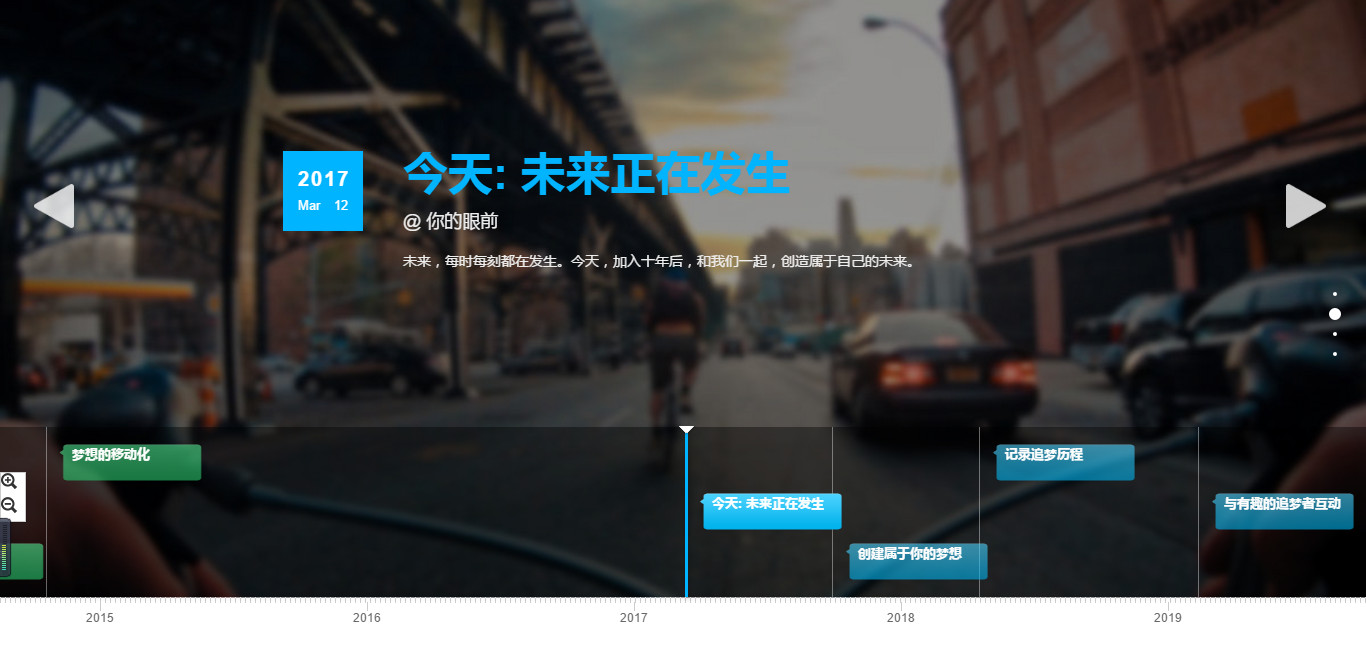 2017
Mar 12
今天: 未来正在发生
@ 你的眼前
未来，每时每刻都在发生。今天，加入十年后，和我们一起，创造属于自己的未来。
梦想的移动化
记录追梦历程
今天: 未来正在发生
与有趣的追梦者互动
创建属于你的梦想
2015
2016
2017
2018
2019